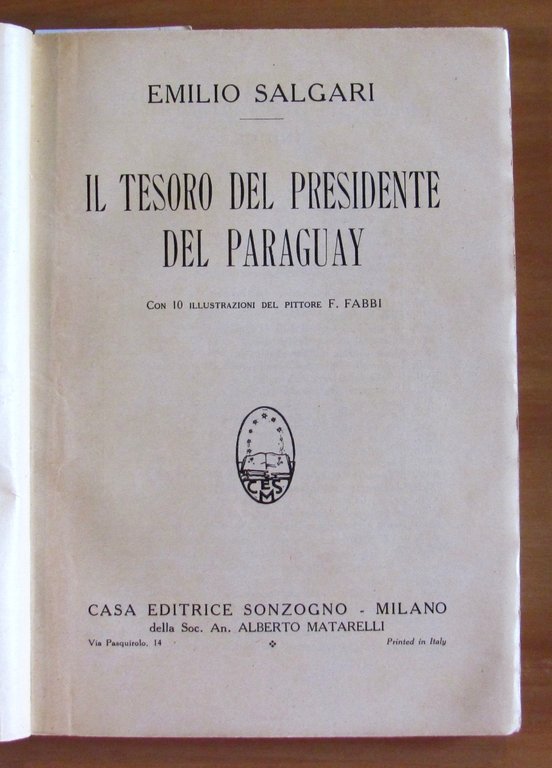 EMILIO SALGARI
IL TESORO DEL PRESIDENTE
DEL PARAGUAY
CON 10 ILLUSTRAZIONI DEL PITTORE F. FABBI
CESM
CASA EDITRICE SONZOGNO - MILANO
della Soc. An. ALBERTO MATARELLI
Via Pasquirolo, 14
Printed in Italy